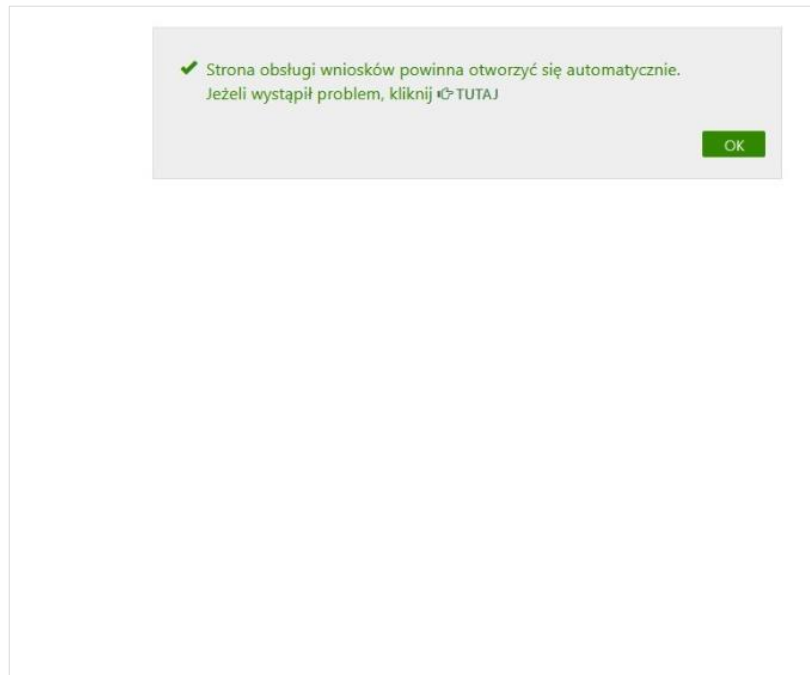 Strona obsługi wniosków powinna otworzyć się automatycznie.
Jeżeli wystąpił problem, kliknij TUTAJ
OK